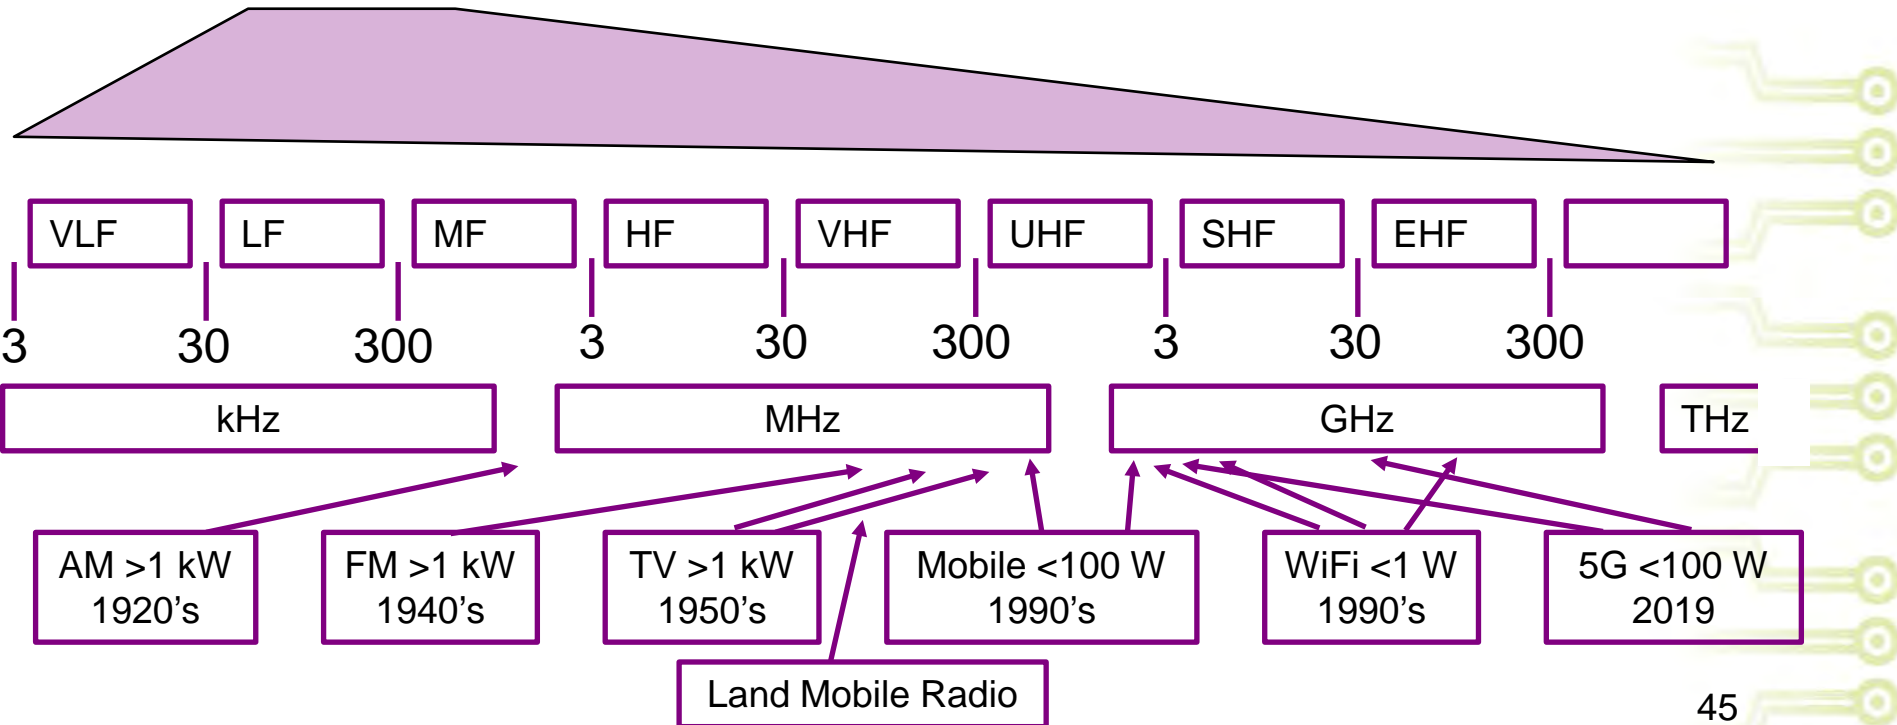 VLF LF MF HF VHF UHF SHF EHF
3 30 300 3 30 300 3 30 300
kHz MHz GHz THz
AM >1 kW
1920’s
FM >1 kW
1940’s
TV >1 kW
1950’s
Mobile <100 W
1990’s
WiFi <1 W
1990’s
5G <100 W
2019
Land Mobile Radio
45